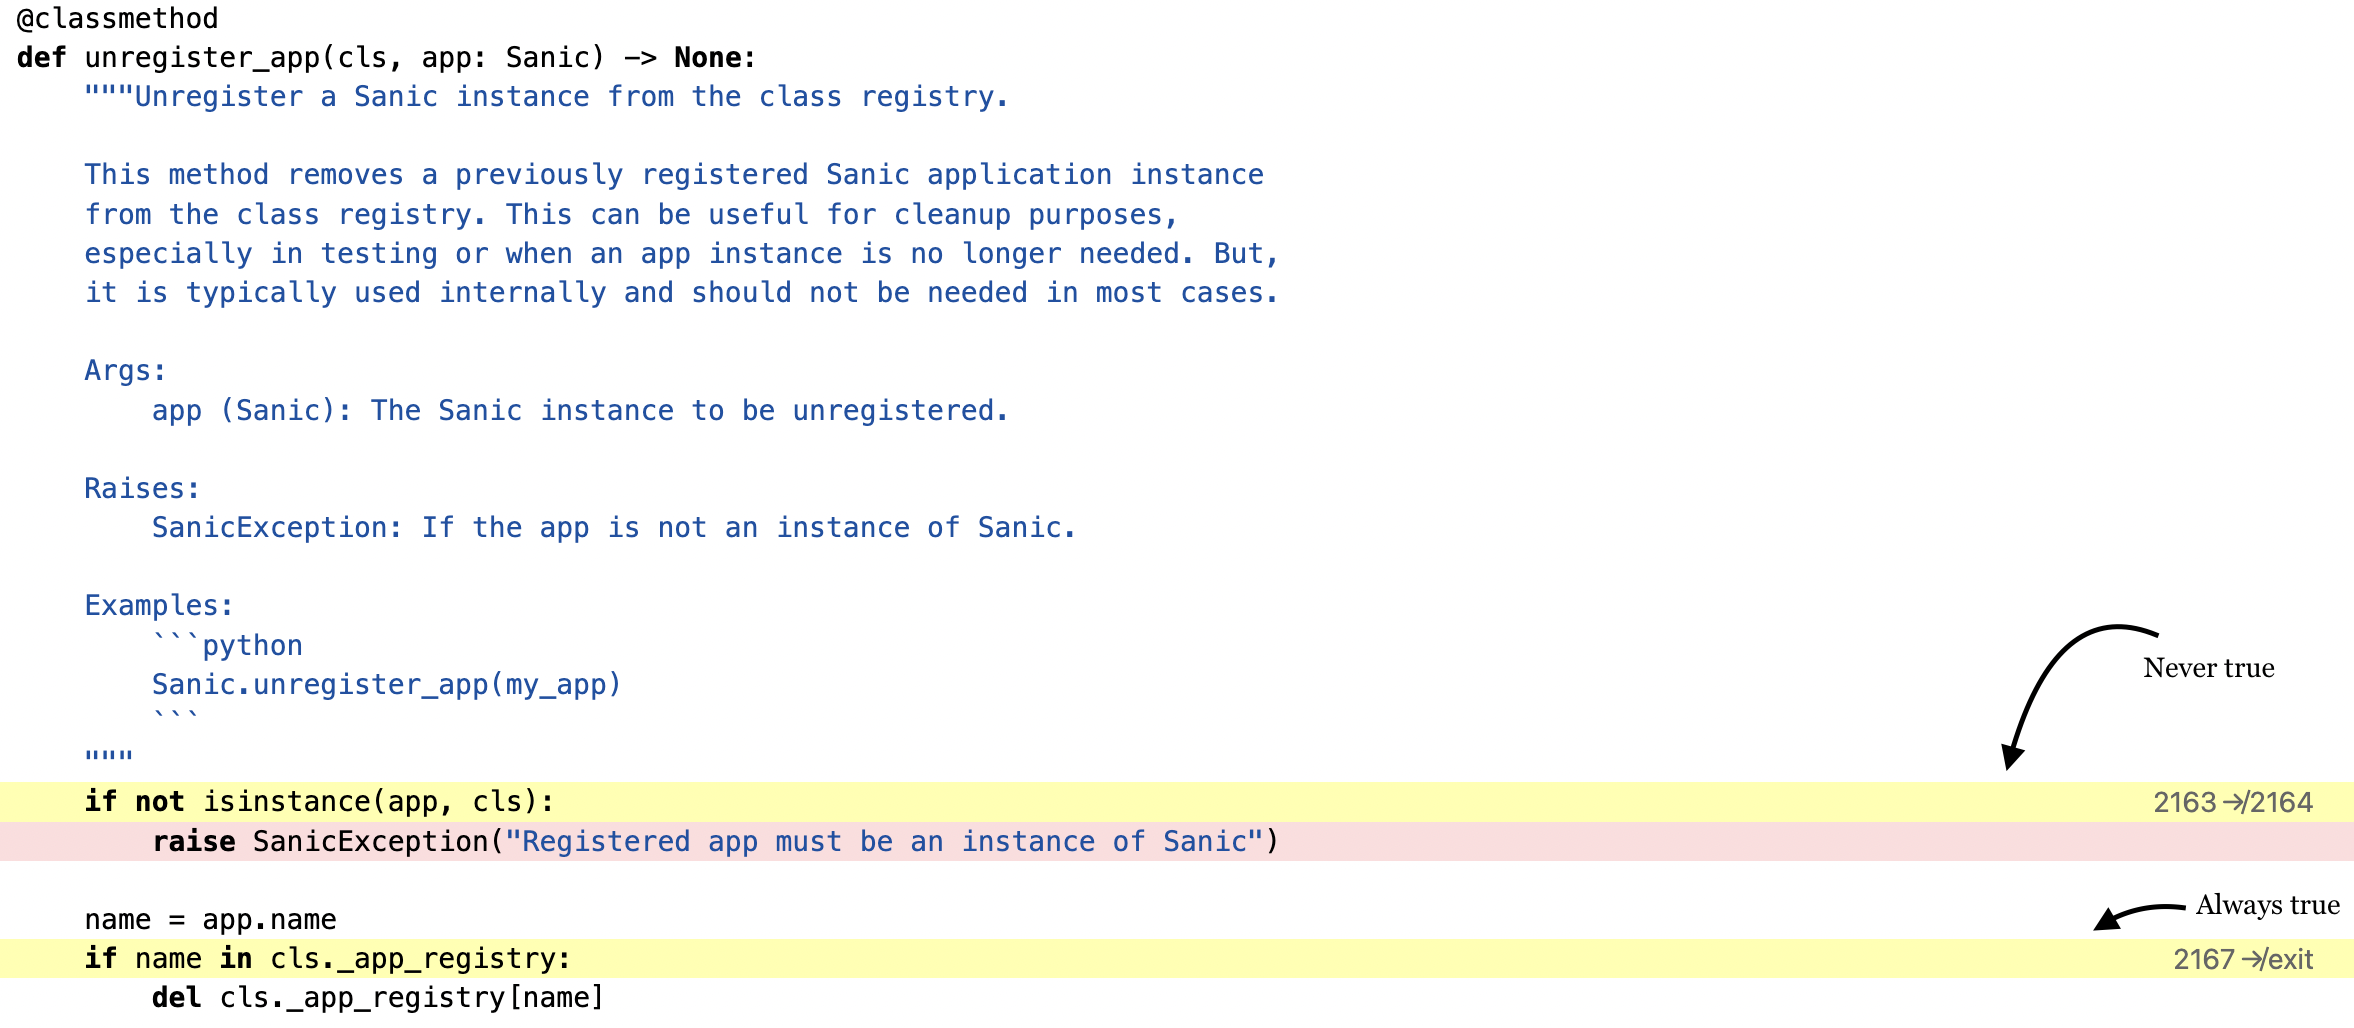 @classmethod
def unregister_app(cls, app: Sanic) -> None:
"""Unregister a Sanic instance from the class registry.
This method removes a previously registered Sanic application instance
from the class registry. This can be useful for cleanup purposes,
especially in testing or when an app instance is no longer needed. But,
it is typically used internally and should not be needed in most cases.
Args:
app (Sanic): The Sanic instance to be unregistered.
Raises:
SanicException: If the app is not an instance of Sanic.
Examples:
```python
Sanic.unregister_app(my_app)
```
"""
Never true
if not isinstance(app, cls): 2163 ↛ 2164
raise SanicException("Registered app must be an instance of Sanic")
name = app.name
Always true
if name in cls._app_registry: 2167 ↛ exit
del cls._app_registry[name]